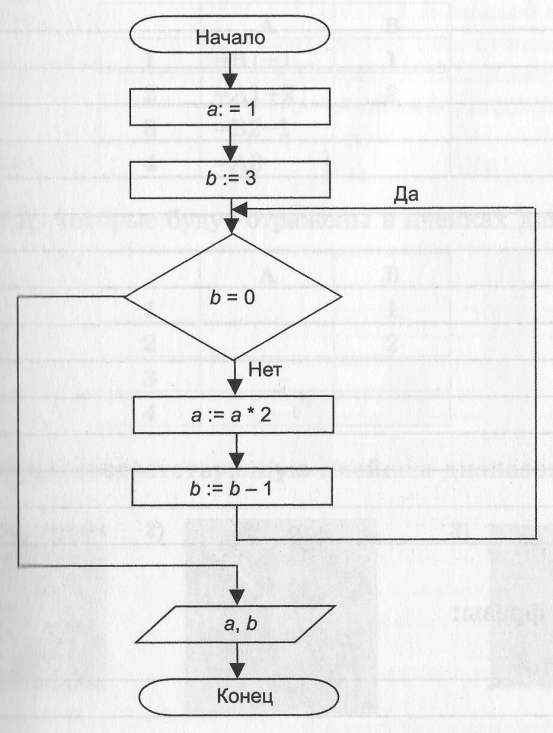 Начало
a: = 1
b := 3
Да
b = 0
Нет
a := a * 2
b := b – 1
a, b
Конец